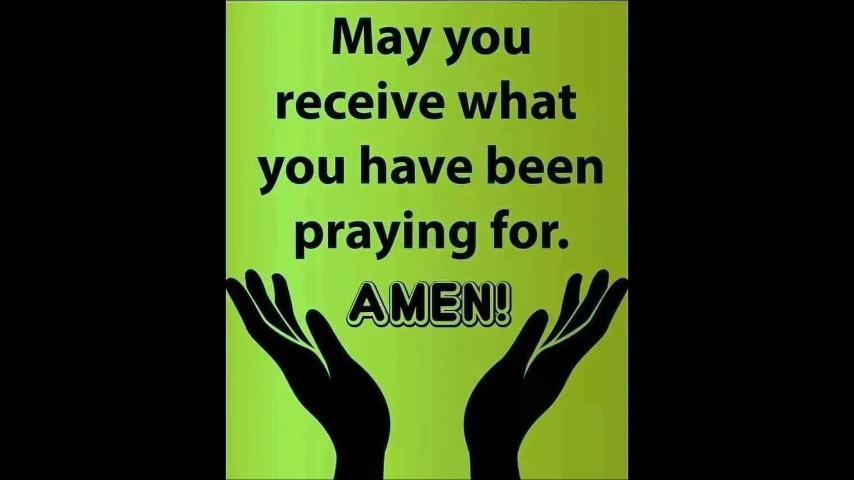 May you
receive what
you have been
praying for.
AMEN!